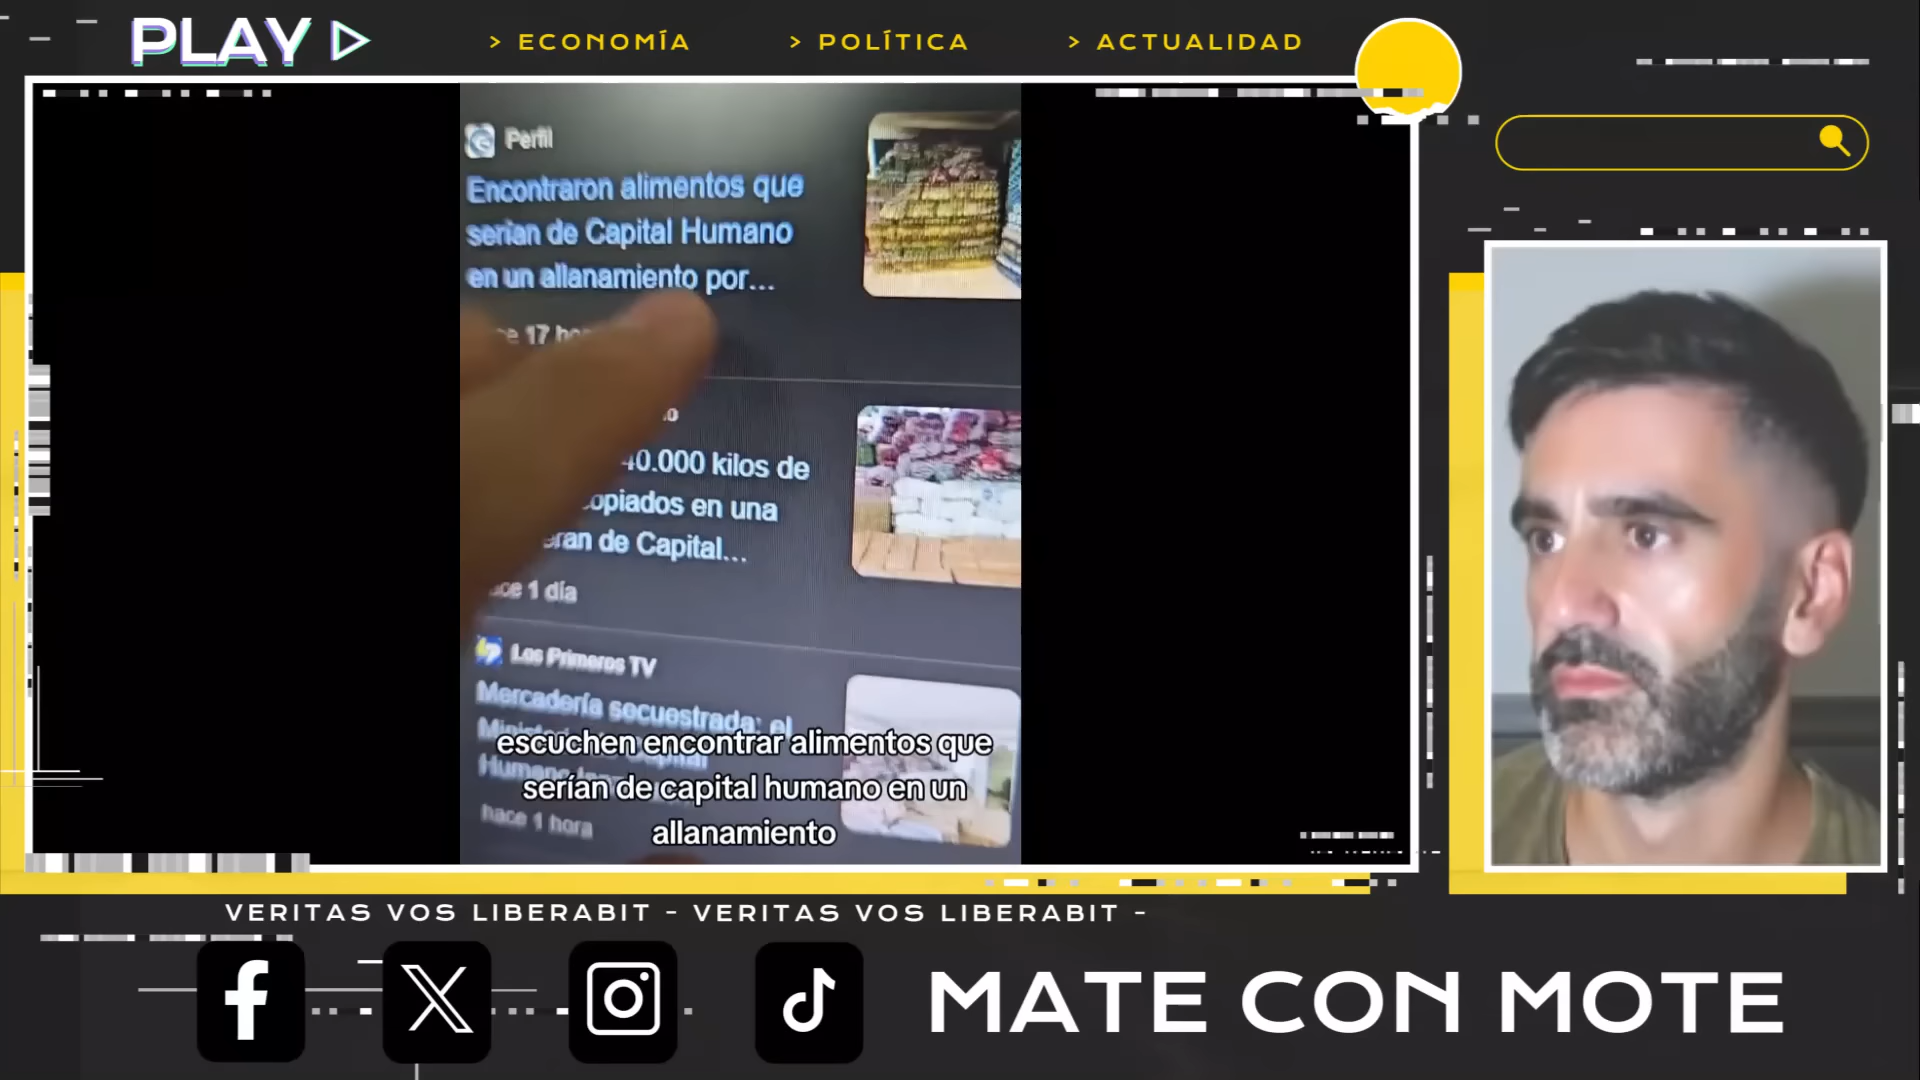 PLAY
> ECONOMÍA
> POLÍTICA
> ACTUALIDAD
Perfil
Encontraron alimentos que
serían de Capital Humano
en un allanamiento por...
17
40.000 kilos de
en una
de Capital...
1 día
Los Primeros TV
Mercadería secuestrada: el
Capital
hace 1 hora
escuchen encontrar alimentos que
serían de capital humano en un
allanamiento
VERITAS VOS LIBERABIT - VERITAS VOS LIBERABIT -
MATE CON MOTE